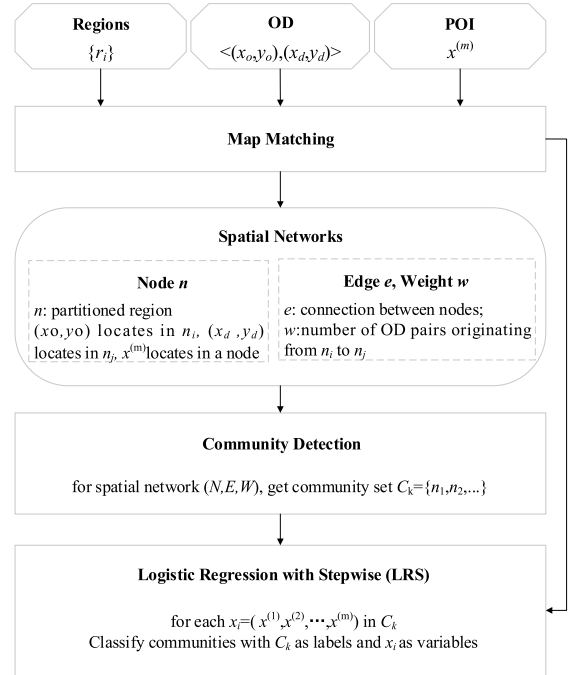 Regions
{r_i}
OD
<(x_o,y_o),(x_d,y_d)>
POI
x^(m)
Map Matching
Spatial Networks
Node n
n: partitioned region
(xo,yo) locates in n_i, (x_d ,y_d)
locates in n_j, x^(m)locates in a node
Edge e, Weight w
e: connection between nodes;
w:number of OD pairs originating
from n_i to n_j
Community Detection
for spatial network (N,E,W), get community set C_k={n_1,n_2,...}
Logistic Regression with Stepwise (LRS)
for each x_i=( x^(1),x^(2),⋯,x^(m)) in C_k
Classify communities with C_k as labels and x_i as variables